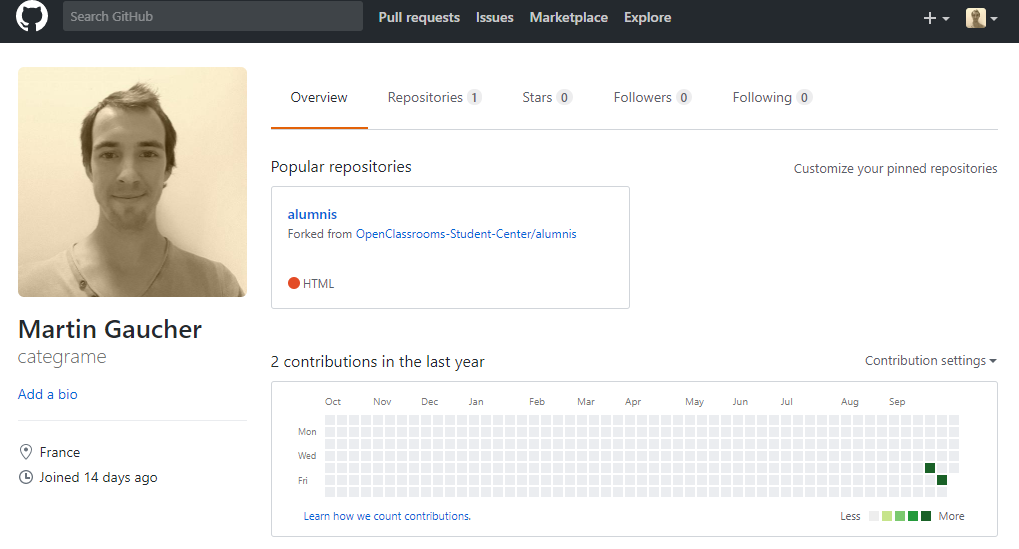 Search GitHub
Pull requests Issues Marketplace Explore
Overview Repositories 1 Stars 0 Followers 0 Following 0
Martin Gaucher
categrame
Add a bio
France
Joined 14 days ago
Popular repositories
Customize your pinned repositories
alumnis
Forked from OpenClassrooms-Student-Center/alumnis
HTML
2 contributions in the last year
Contribution settings
Oct Nov Dec Jan Feb Mar Apr May Jun Jul Aug Sep
Mon
Wed
Fri
Learn how we count contributions.
Less More